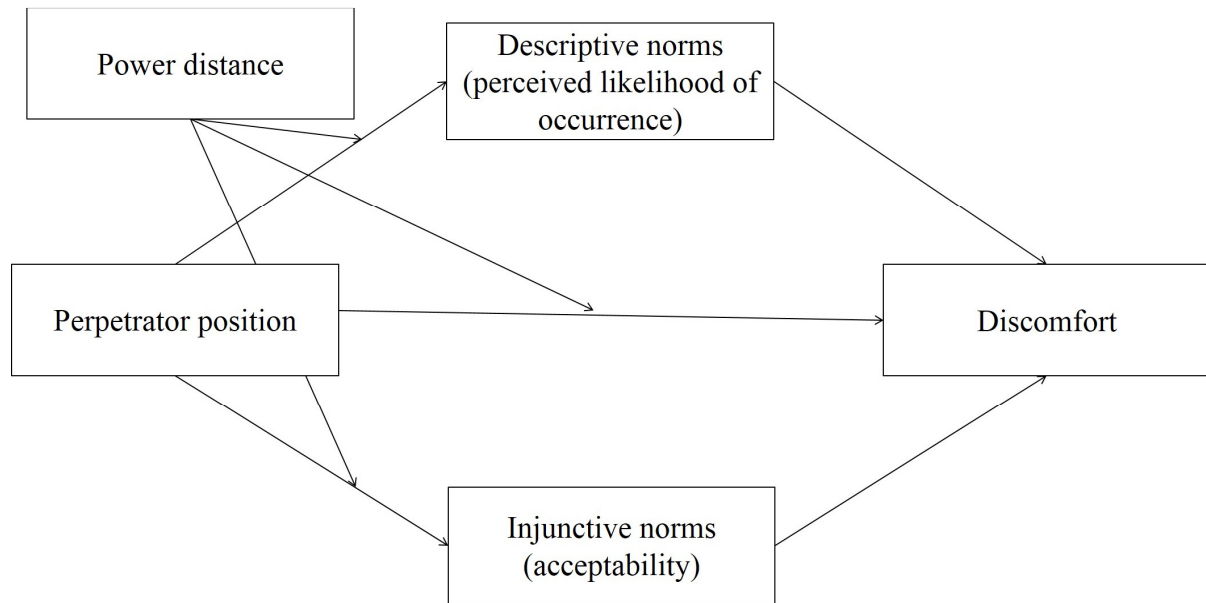 Power distance
Descriptive norms
(perceived likelihood of
occurrence)
Perpetrator position
Discomfort
Injunctive norms
(acceptability)